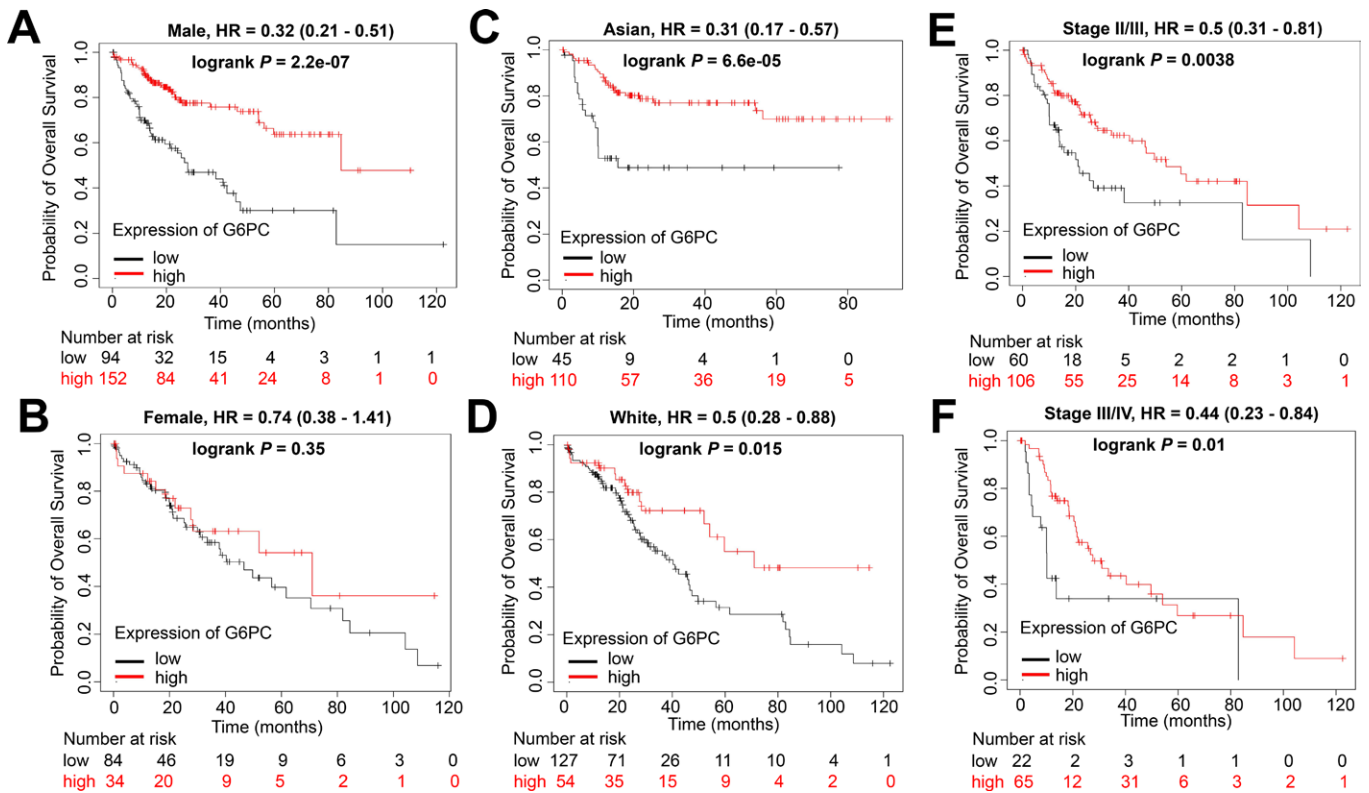 A
Male, HR = 0.32 (0.21 - 0.51)
logrank P = 2.2e-07
Probability of Overall Survival
1.0
0.8
0.6
0.4
0.2
0.0
Expression of G6PC
low
high
0 20 40 60 80 100 120
Time (months)
Number at risk
low 94 32 15 4 3 1 1
high 152 84 41 24 8 1 0
B
Female, HR = 0.74 (0.38 - 1.41)
logrank P = 0.35
Probability of Overall Survival
1.0
0.8
0.6
0.4
0.2
0.0
Expression of G6PC
low
high
0 20 40 60 80 100 120
Time (months)
Number at risk
low 84 46 19 9 6 3 0
high 34 20 9 5 2 1 0
C
Asian, HR = 0.31 (0.17 - 0.57)
logrank P = 6.6e-05
Probability of Overall Survival
1.0
0.8
0.6
0.4
0.2
0.0
Expression of G6PC
low
high
0 20 40 60 80
Time (months)
Number at risk
low 45 9 4 1 0
high 110 57 36 19 5
D
White, HR = 0.5 (0.28 - 0.88)
logrank P = 0.015
Probability of Overall Survival
1.0
0.8
0.6
0.4
0.2
0.0
Expression of G6PC
low
high
0 20 40 60 80 100 120
Time (months)
Number at risk
low 127 71 26 11 10 4 1
high 54 35 15 9 4 2 0
E
Stage II/III, HR = 0.5 (0.31 - 0.81)
logrank P = 0.0038
Probability of Overall Survival
1.0
0.8
0.6
0.4
0.2
0.0
Expression of G6PC
low
high
0 20 40 60 80 100 120
Time (months)
Number at risk
low 60 18 5 2 2 1 0
high 106 55 25 14 8 3 1
F
Stage III/IV, HR = 0.44 (0.23 - 0.84)
logrank P = 0.01
Probability of Overall Survival
1.0
0.8
0.6
0.4
0.2
0.0
Expression of G6PC
low
high
0 20 40 60 80 100 120
Time (months)
Number at risk
low 22 2 3 1 1 0 0
high 65 12 31 6 3 2 1